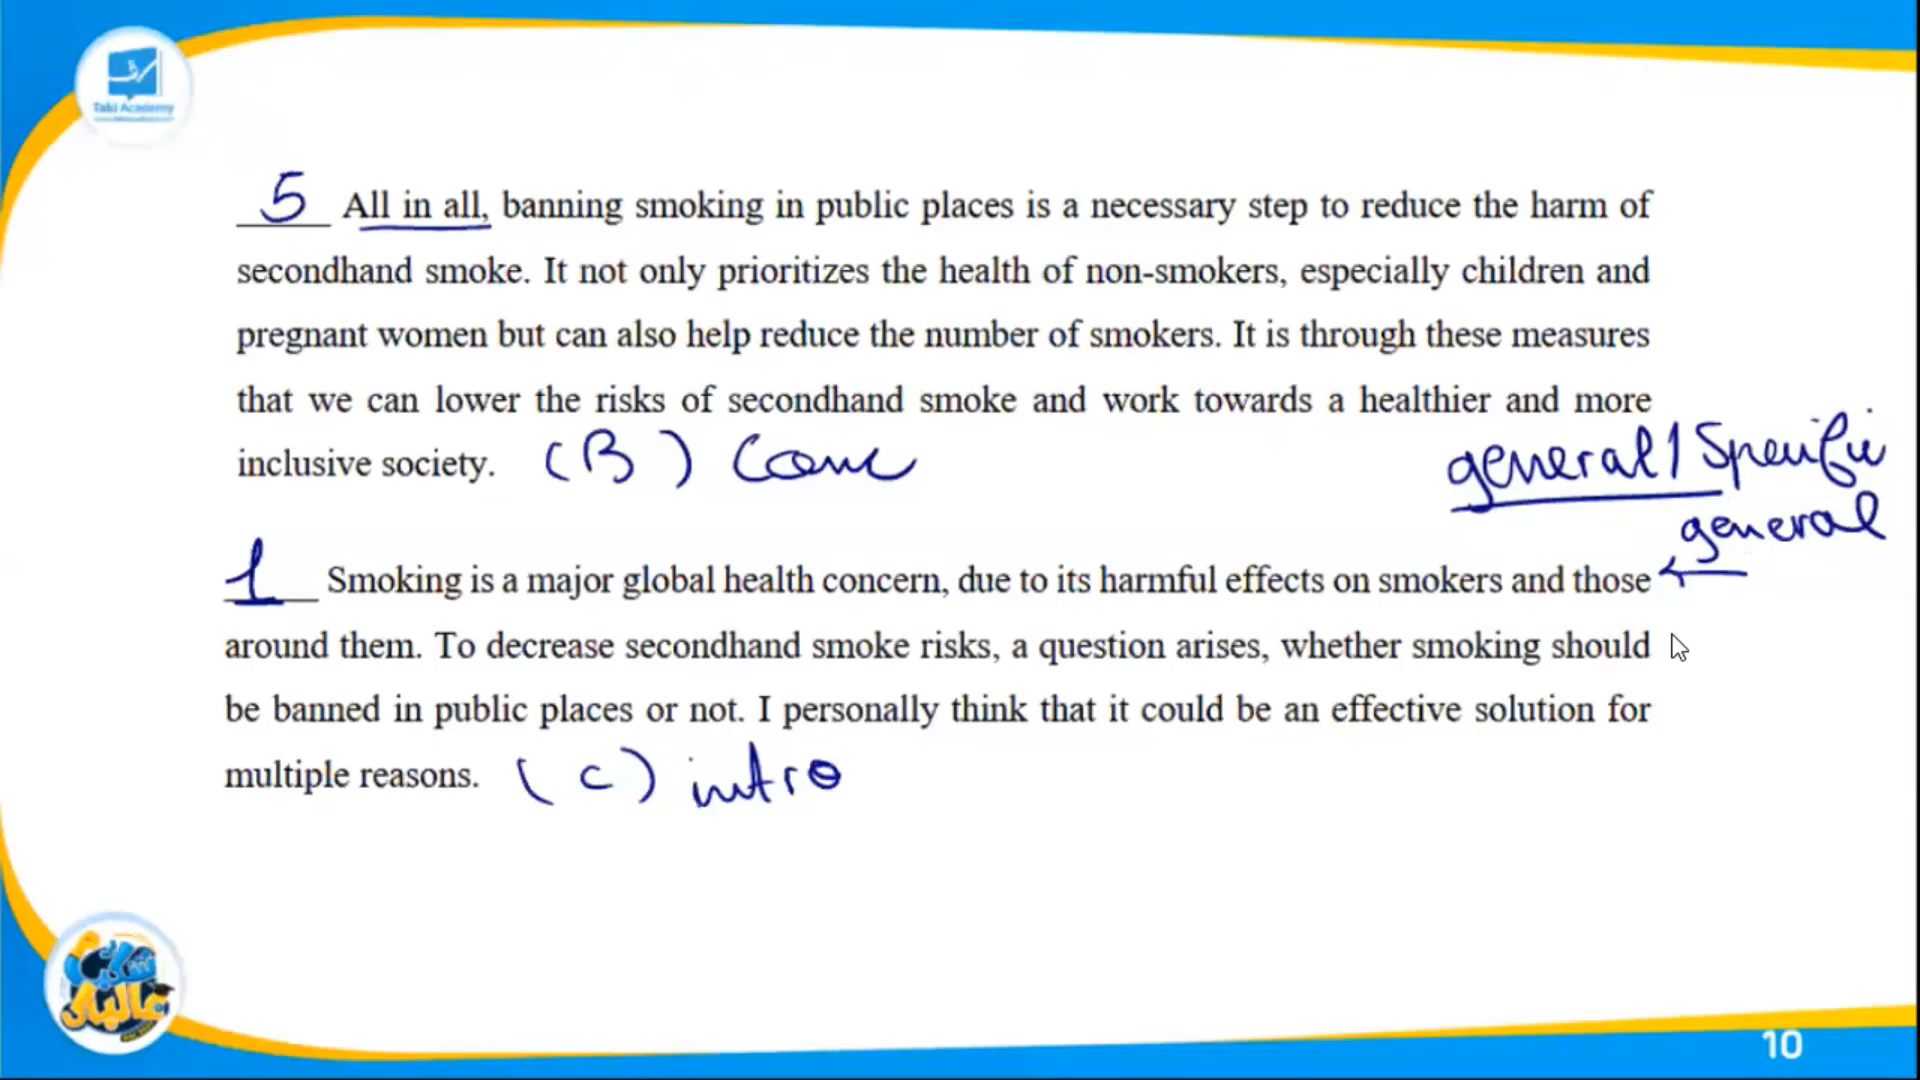 Taki Academy
5 All in all, banning smoking in public places is a necessary step to reduce the harm of
secondhand smoke. It not only prioritizes the health of non-smokers, especially children and
pregnant women but can also help reduce the number of smokers. It is through these measures
that we can lower the risks of secondhand smoke and work towards a healthier and more
inclusive society. (B) Conc
general / Specific
general
1 Smoking is a major global health concern, due to its harmful effects on smokers and those
around them. To decrease secondhand smoke risks, a question arises, whether smoking should
be banned in public places or not. I personally think that it could be an effective solution for
multiple reasons. (C) intro
10